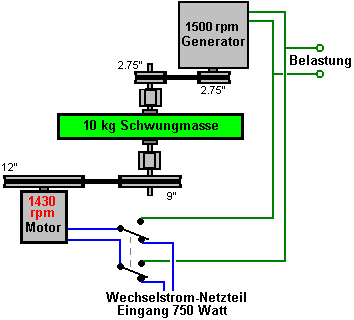 1500 rpm
Generator
2.75"
2.75"
Belastung
10 kg Schwungmasse
12"
9"
1430
rpm
Motor
Wechselstrom-Netzteil
Eingang 750 Watt